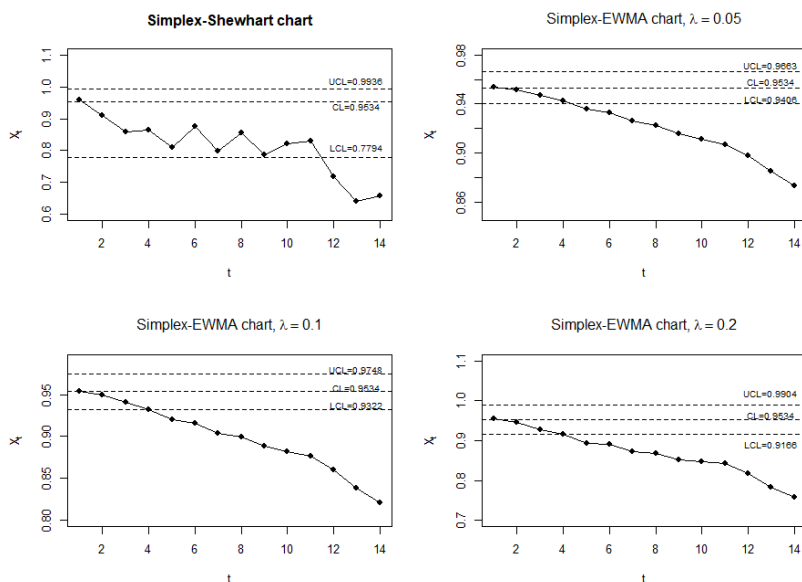 Simplex-Shewhart chart
1.1
1.0
0.9
0.8
0.7
0.6
Xt
UCL=0.9936
CL=0.9534
LCL=0.7794
2 4 6 8 10 12 14
t
Simplex-EWMA chart, λ = 0.05
0.98
0.94
0.90
0.86
Xt
UCL=0.9663
CL=0.9534
LCL=0.9406
2 4 6 8 10 12 14
t
Simplex-EWMA chart, λ = 0.1
0.95
0.90
0.85
0.80
Xt
UCL=0.9748
CL=0.9534
LCL=0.9322
2 4 6 8 10 12 14
t
Simplex-EWMA chart, λ = 0.2
1.1
1.0
0.9
0.8
0.7
Xt
UCL=0.9904
CL=0.9534
LCL=0.9166
2 4 6 8 10 12 14
t